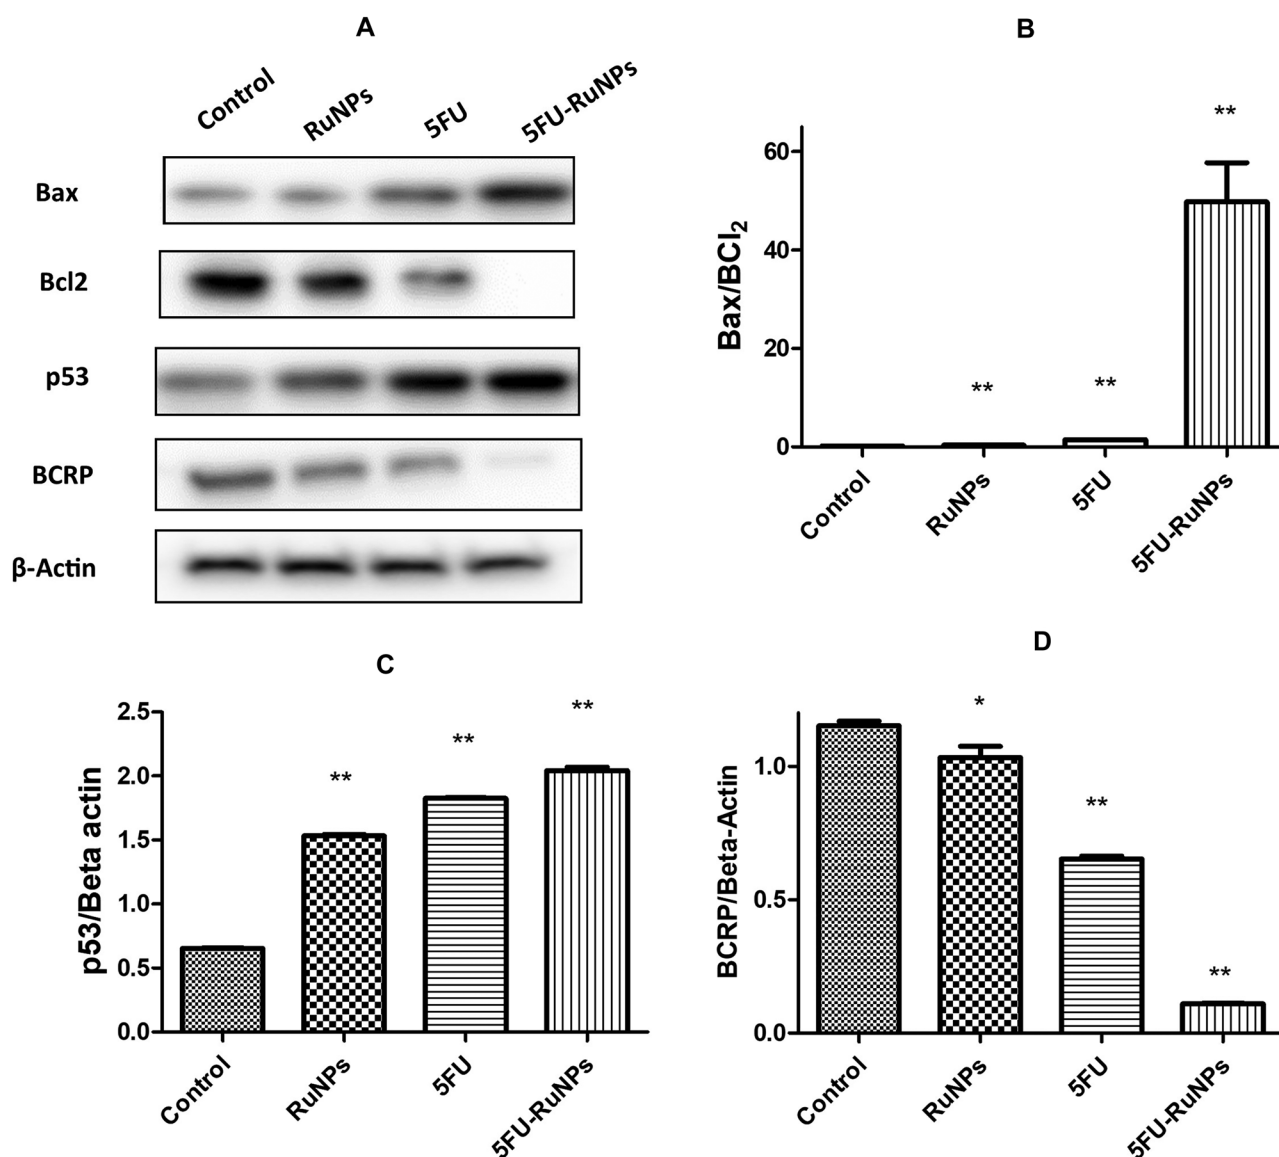 A
Control
RuNPs
5FU
5FU-RuNPs
Bax
Bcl2
p53
BCRP
β-Actin
B
Bax/BCl2
60
40
20
0
**
**
**
Control
RuNPs
5FU
5FU-RuNPs
C
p53/Beta actin
2.5
2.0
1.5
1.0
0.5
0.0
**
**
**
Control
RuNPs
5FU
5FU-RuNPs
D
BCRP/Beta-Actin
1.0
0.5
0.0
*
**
**
Control
RuNPs
5FU
5FU-RuNPs